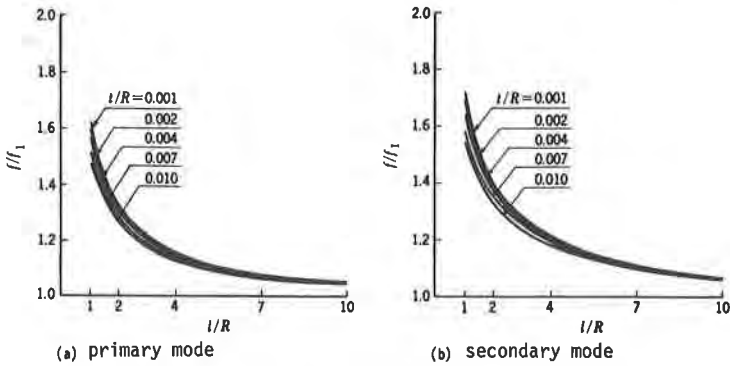 2.0
1.8
1.6
1.4
1.2
1.0
f/f₁
t/R=0.001
0.002
0.004
0.007
0.010
1 2 4 7 10
l/R
(a) primary mode
2.0
1.8
1.6
1.4
1.2
1.0
f/f₁
t/R=0.001
0.002
0.004
0.007
0.010
1 2 4 7 10
l/R
(b) secondary mode